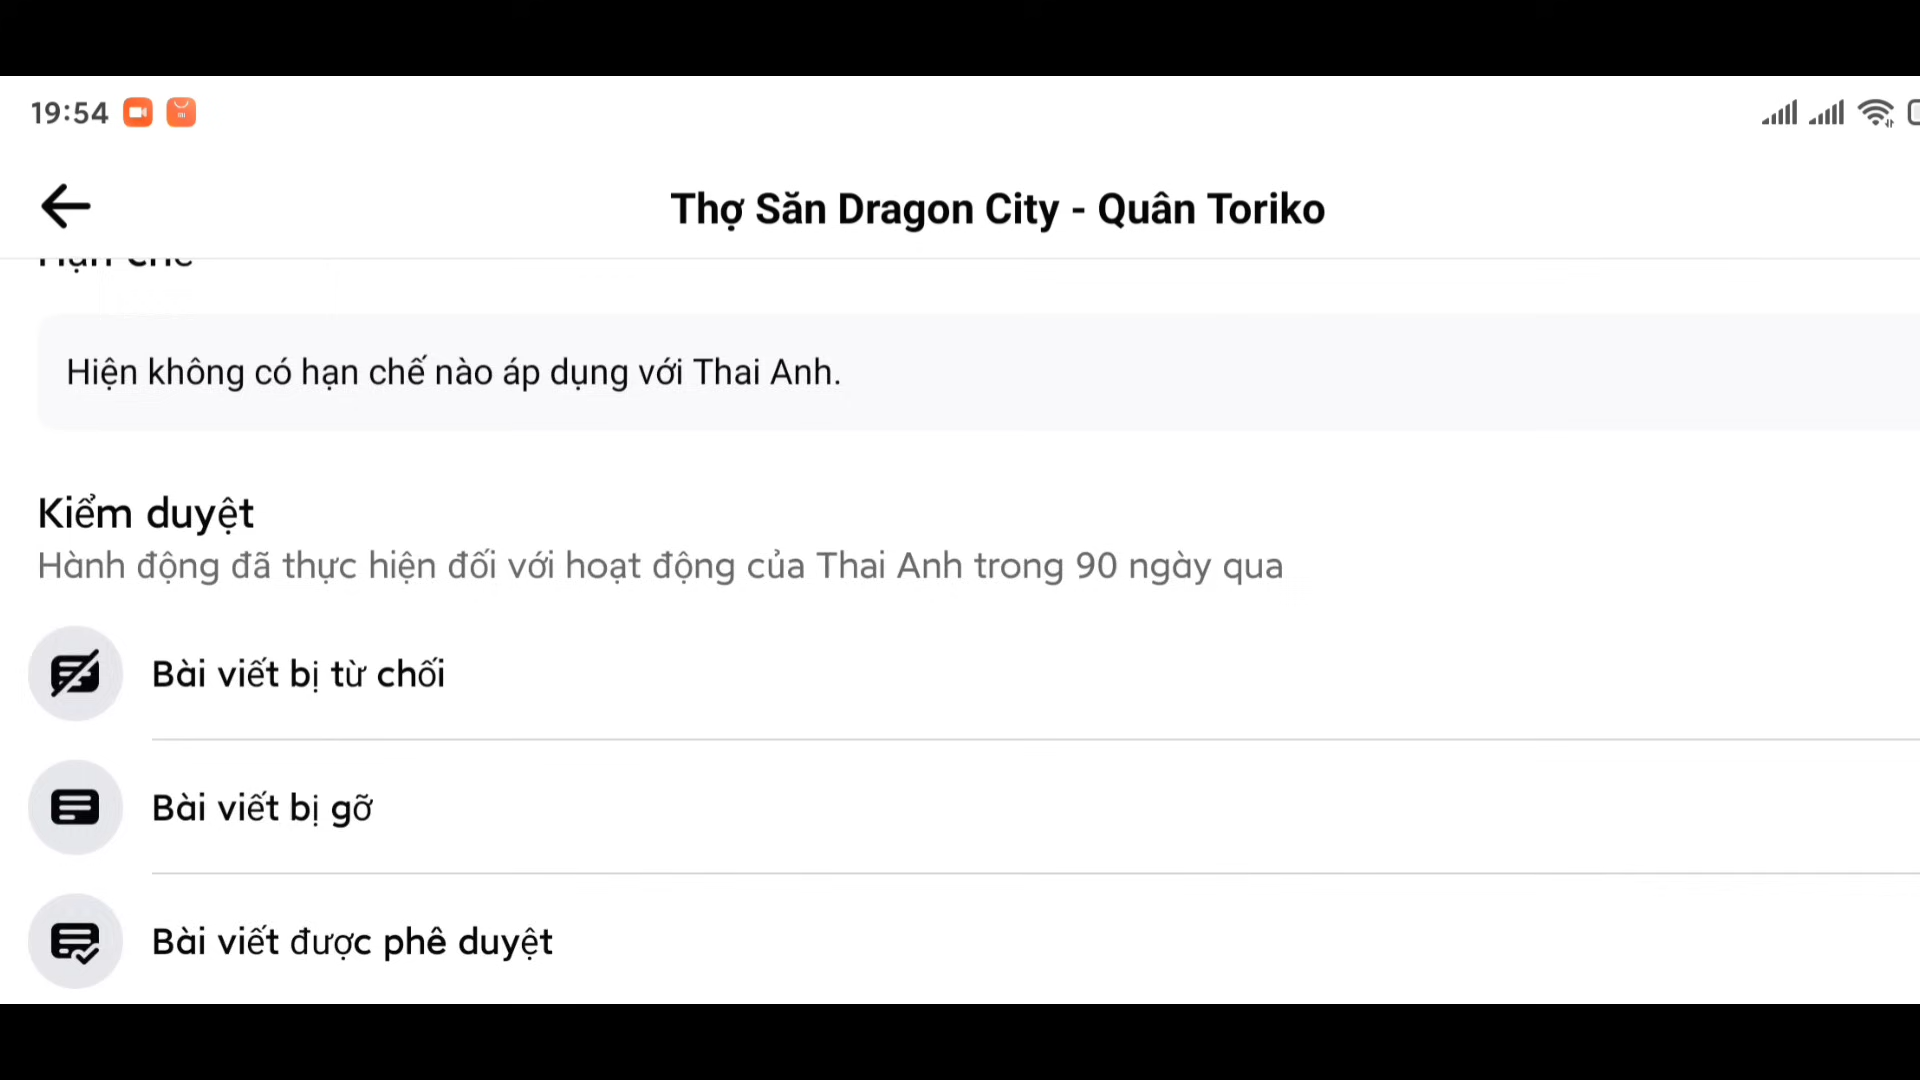 19:54
Thợ Săn Dragon City - Quân Toriko
Hạn chế
Hiện không có hạn chế nào áp dụng với Thai Anh.
Kiểm duyệt
Hành động đã thực hiện đối với hoạt động của Thai Anh trong 90 ngày qua
Bài viết bị từ chối
Bài viết bị gỡ
Bài viết được phê duyệt